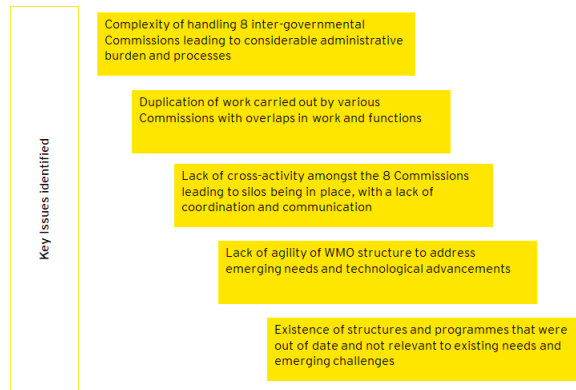 Key Issues identified
Complexity of handling 8 inter-governmental
Commissions leading to considerable administrative
burden and processes
Duplication of work carried out by various
Commissions with overlaps in work and functions
Lack of cross-activity amongst the 8 Commissions
leading to silos being in place, with a lack of
coordination and communication
Lack of agility of WMO structure to address
emerging needs and technological advancements
Existence of structures and programmes that were
out of date and not relevant to existing needs and
emerging challenges